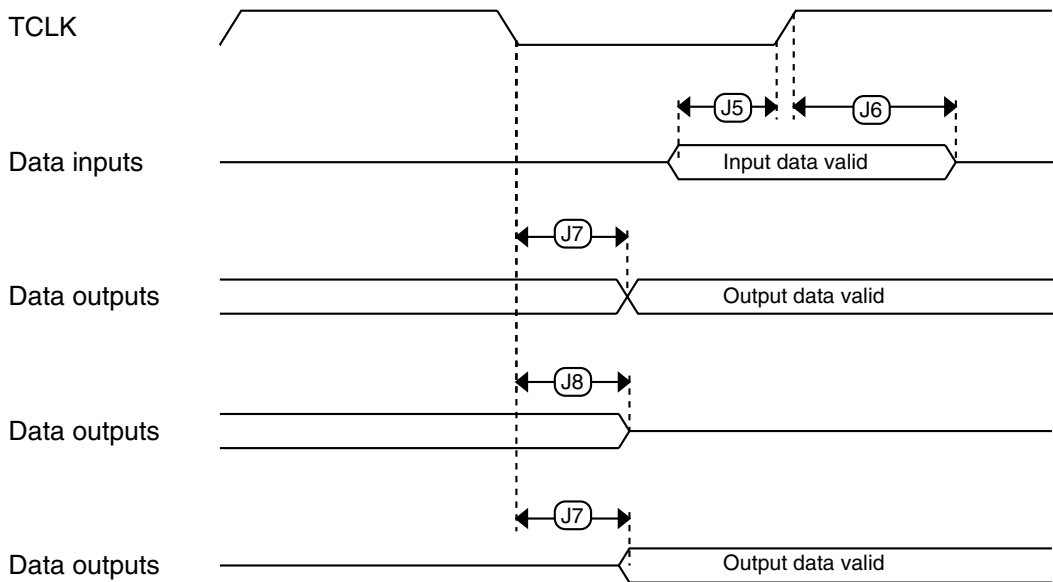 TCLK
J5
J6
Data inputs
Input data valid
J7
Data outputs
Output data valid
J8
Data outputs
J7
Data outputs
Output data valid